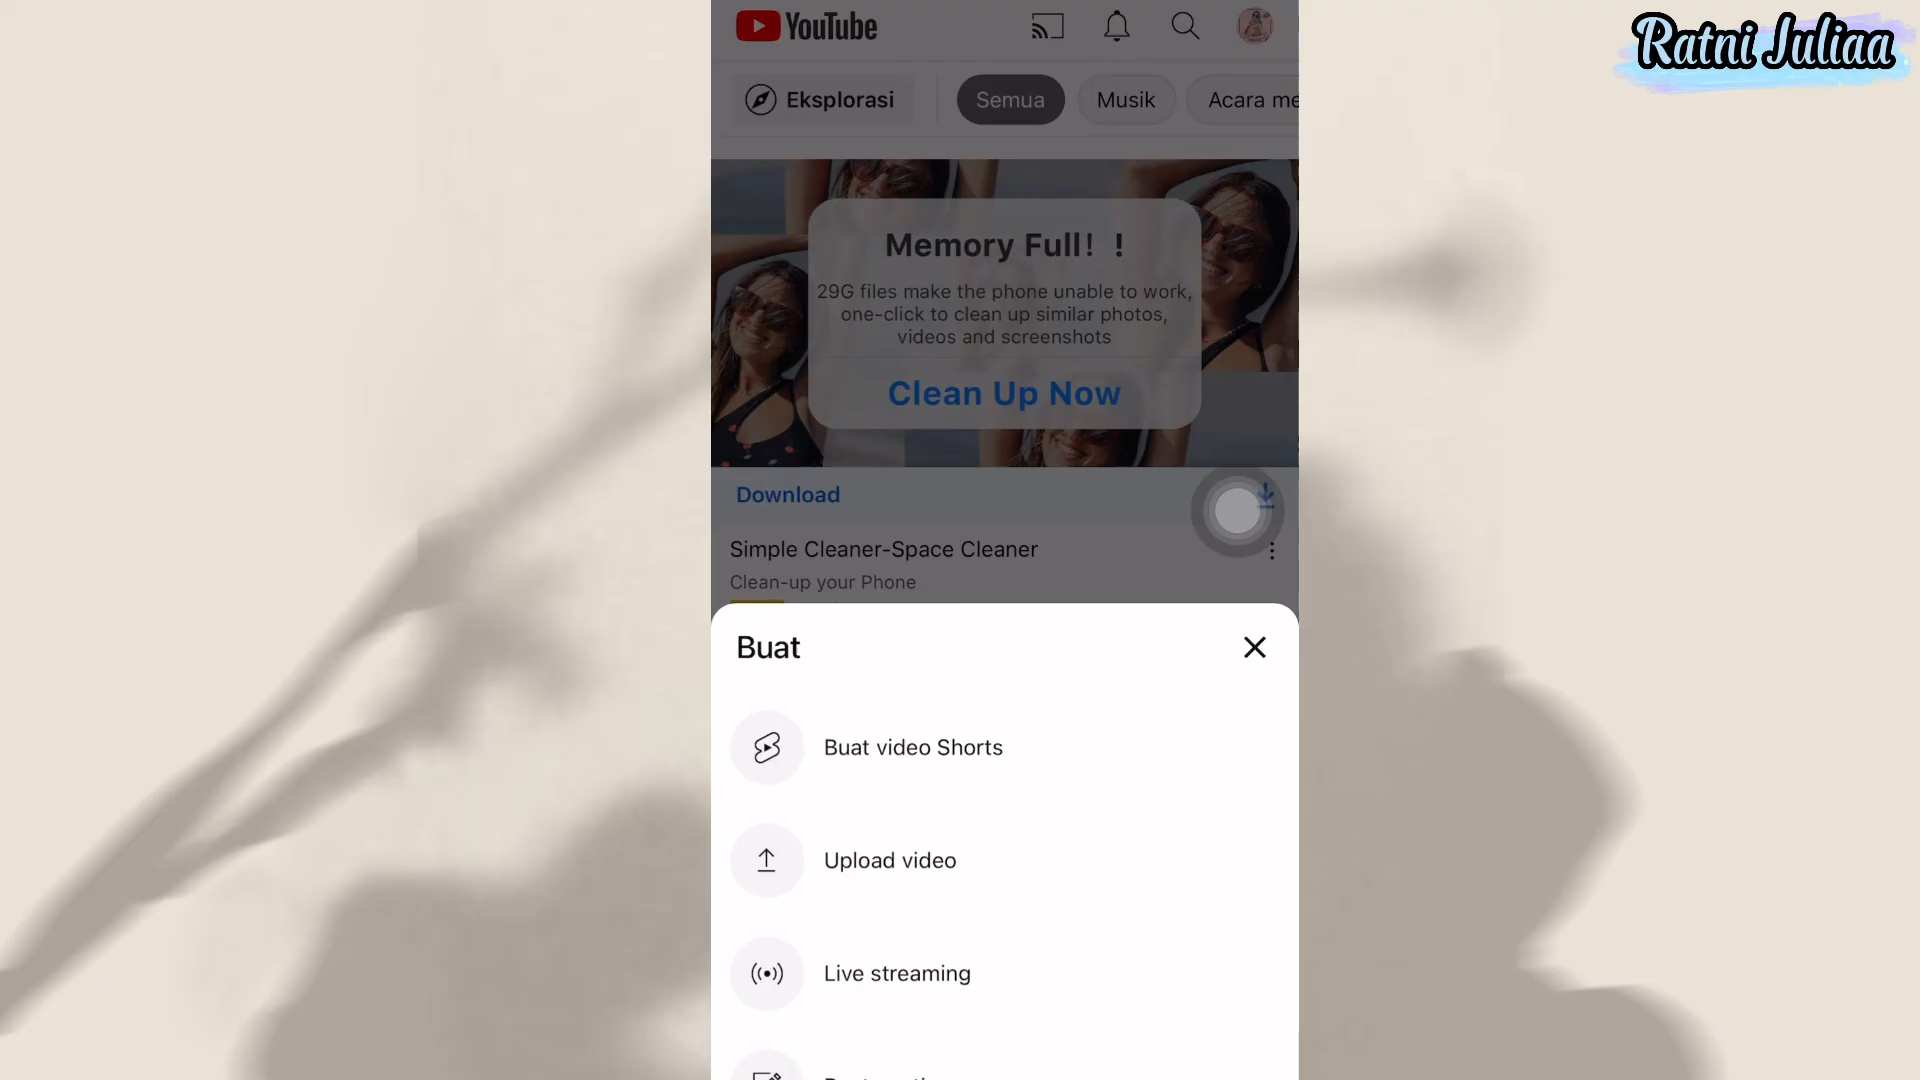 YouTube
Ratni Juliaa
Eksplorasi
Semua
Musik
Acara me
Memory Full! !
29G files make the phone unable to work,
one-click to clean up similar photos,
videos and screenshots
Clean Up Now
Download
Simple Cleaner-Space Cleaner
Clean-up your Phone
Buat
Buat video Shorts
Upload video
Live streaming